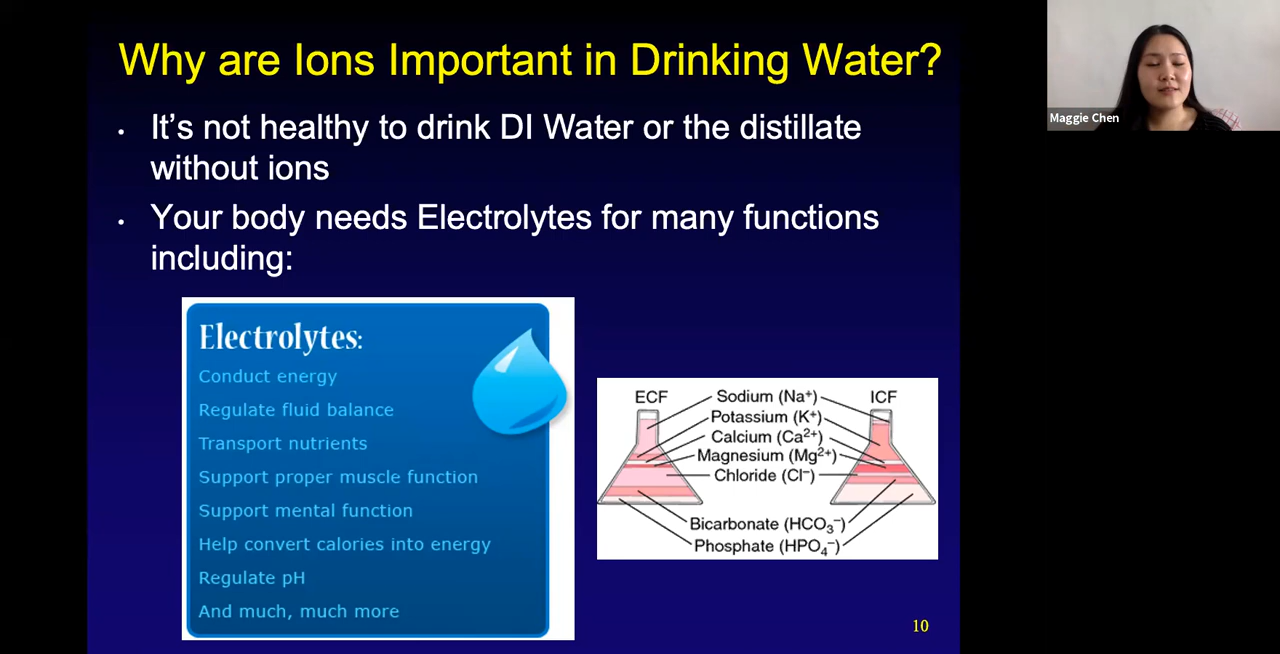 Why are Ions Important in Drinking Water?
Maggie Chen
• It’s not healthy to drink DI Water or the distillate
without ions
• Your body needs Electrolytes for many functions
including:
Electrolytes:
Conduct energy
Regulate fluid balance
Transport nutrients
Support proper muscle function
Support mental function
Help convert calories into energy
Regulate pH
And much, much more
ECF
ICF
Sodium (Na⁺)
Potassium (K⁺)
Calcium (Ca²⁺)
Magnesium (Mg²⁺)
Chloride (Cl⁻)
Bicarbonate (HCO₃⁻)
Phosphate (HPO₄⁻)
10